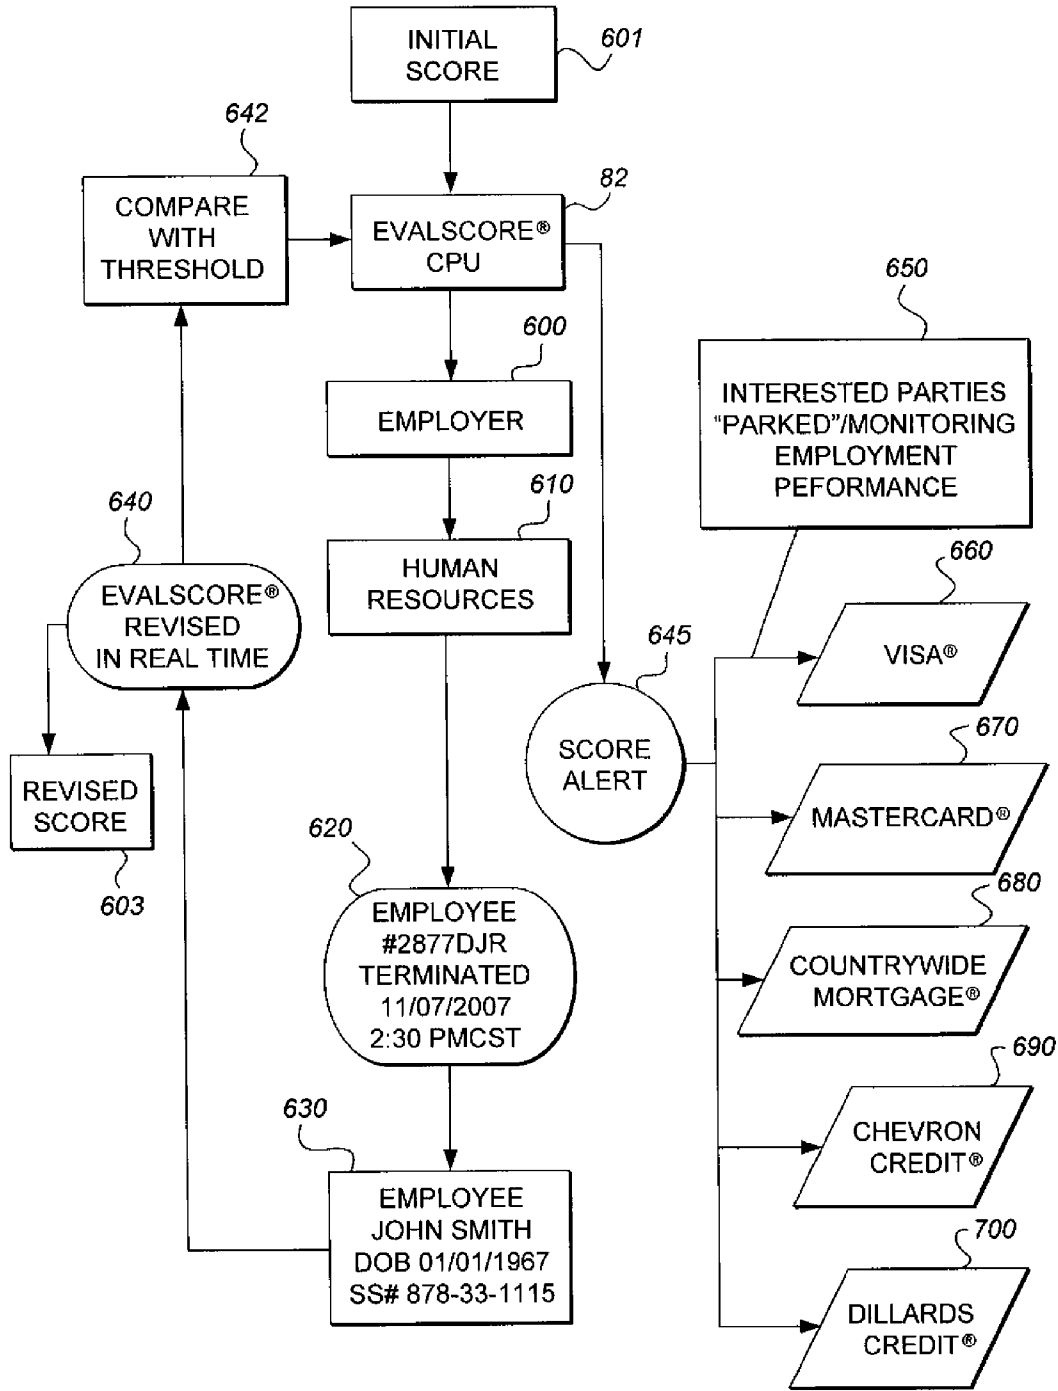 INITIAL
SCORE
601
642
COMPARE
WITH
THRESHOLD
82
EVALSCORE®
CPU
600
EMPLOYER
650
INTERESTED PARTIES
"PARKED"/MONITORING
EMPLOYMENT
PEFORMANCE
640
EVALSCORE®
REVISED
IN REAL TIME
610
HUMAN
RESOURCES
660
VISA®
645
SCORE
ALERT
670
MASTERCARD®
REVISED
SCORE
603
620
EMPLOYEE
#2877DJR
TERMINATED
11/07/2007
2:30 PMCST
680
COUNTRYWIDE
MORTGAGE®
690
CHEVRON
CREDIT®
630
EMPLOYEE
JOHN SMITH
DOB 01/01/1967
SS# 878-33-1115
700
DILLARDS
CREDIT®